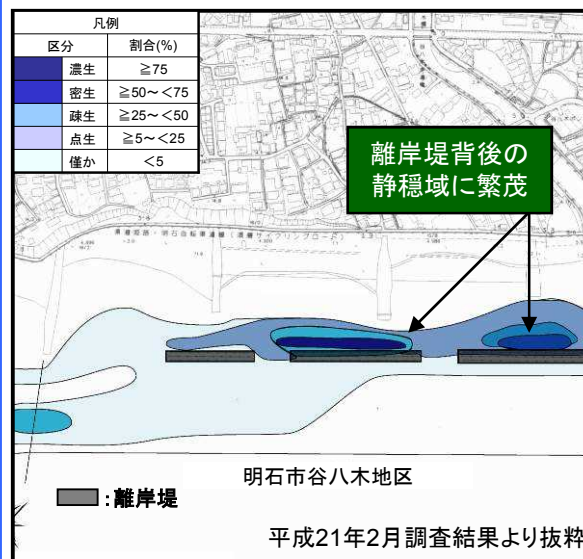 凡例
区分 割合(%)
濃生 ≧75
密生 ≧50～<75
疎生 ≧25～<50
点生 ≧5～<25
僅か <5
離岸堤背後の
静穏域に繁茂
明石市谷八木地区
:離岸堤
平成21年2月調査結果より抜粋